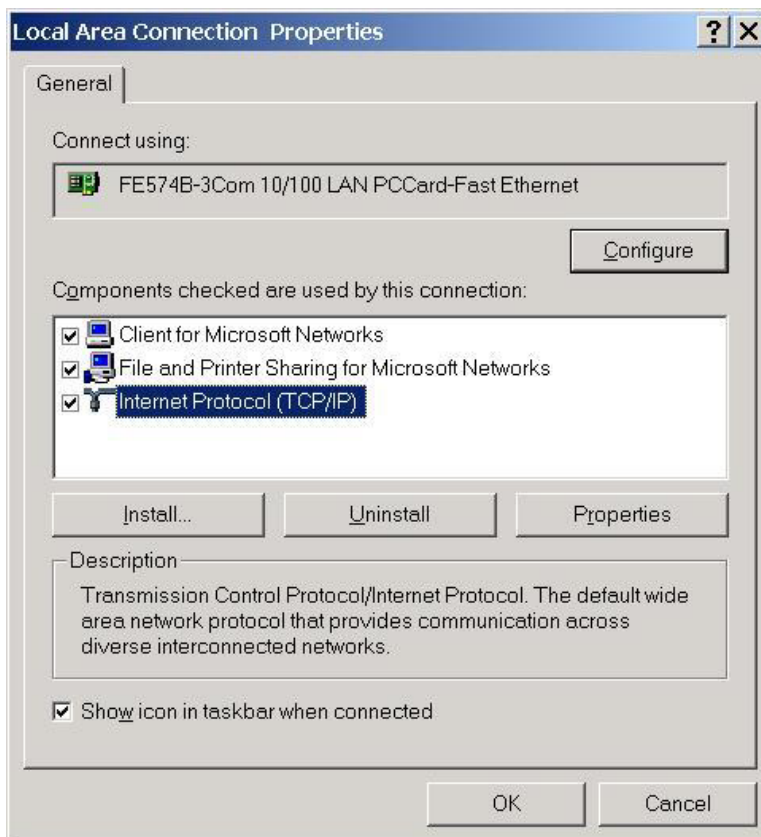 Local Area Connection Properties
General
Connect using:
FE574B-3Com 10/100 LAN PCCard-Fast Ethernet
Configure
Components checked are used by this connection:
Client for Microsoft Networks
File and Printer Sharing for Microsoft Networks
Internet Protocol (TCP/IP)
Install... Uninstall Properties
Description
Transmission Control Protocol/Internet Protocol. The default wide
area network protocol that provides communication across
diverse interconnected networks.
Show icon in taskbar when connected
OK Cancel